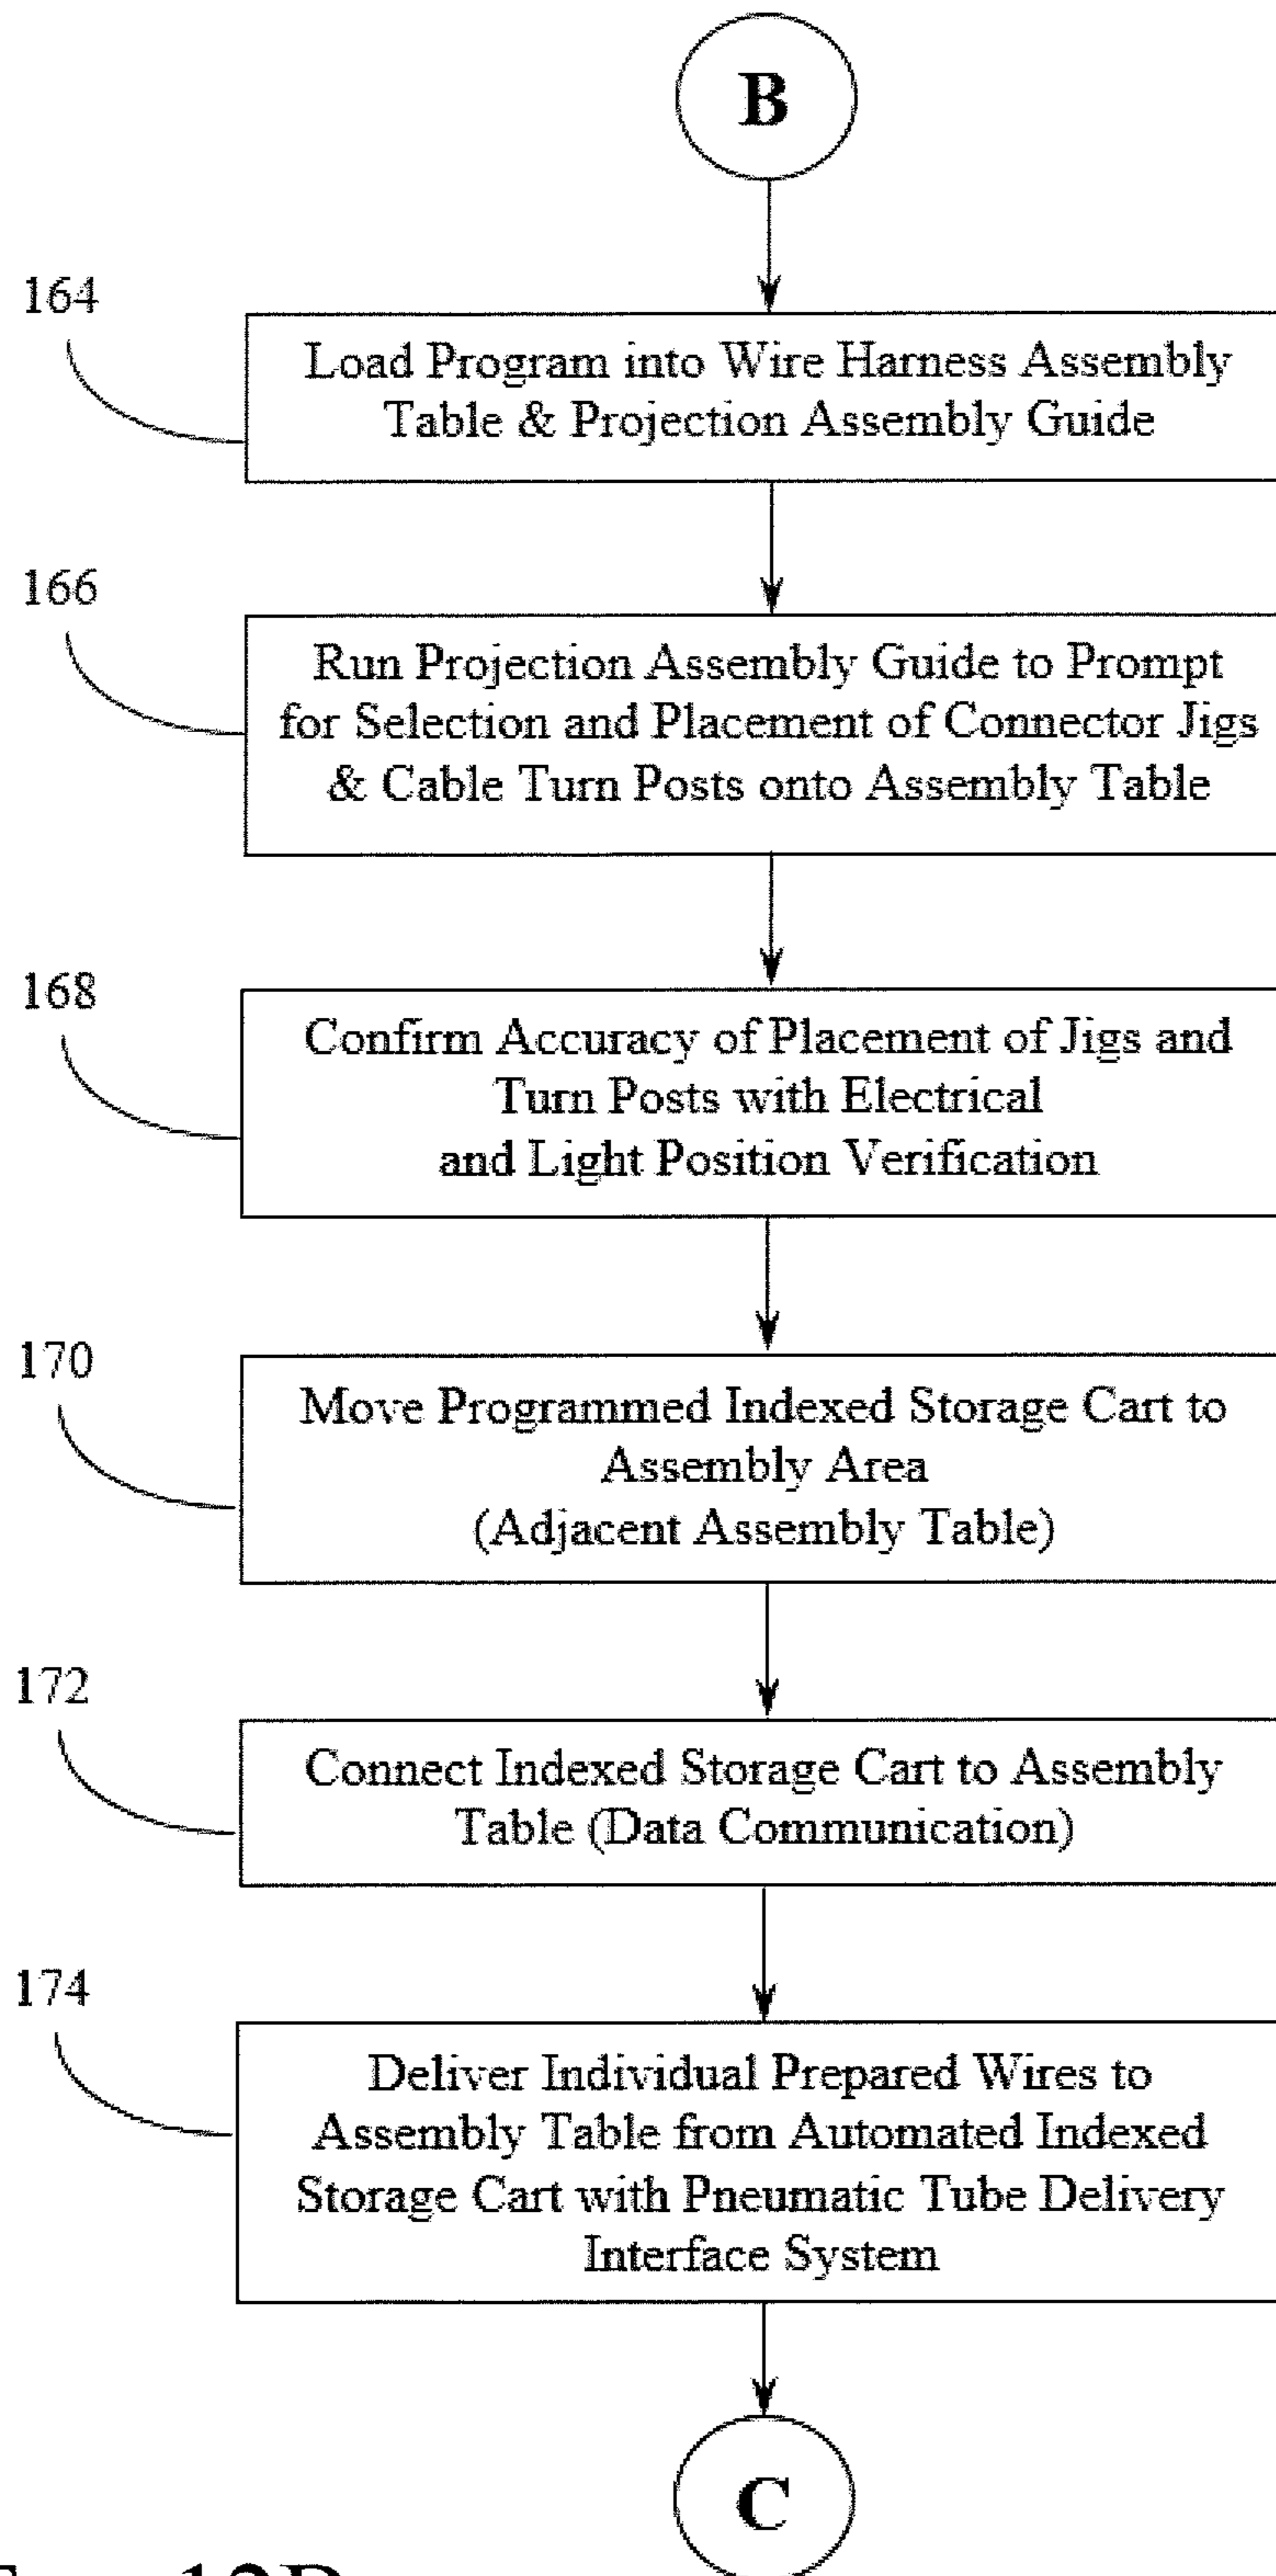 B
164
Load Program into Wire Harness Assembly
Table & Projection Assembly Guide
166
Run Projection Assembly Guide to Prompt
for Selection and Placement of Connector Jigs
& Cable Turn Posts onto Assembly Table
168
Confirm Accuracy of Placement of Jigs and
Turn Posts with Electrical
and Light Position Verification
170
Move Programmed Indexed Storage Cart to
Assembly Area
(Adjacent Assembly Table)
172
Connect Indexed Storage Cart to Assembly
Table (Data Communication)
174
Deliver Individual Prepared Wires to
Assembly Table from Automated Indexed
Storage Cart with Pneumatic Tube Delivery
Interface System
C